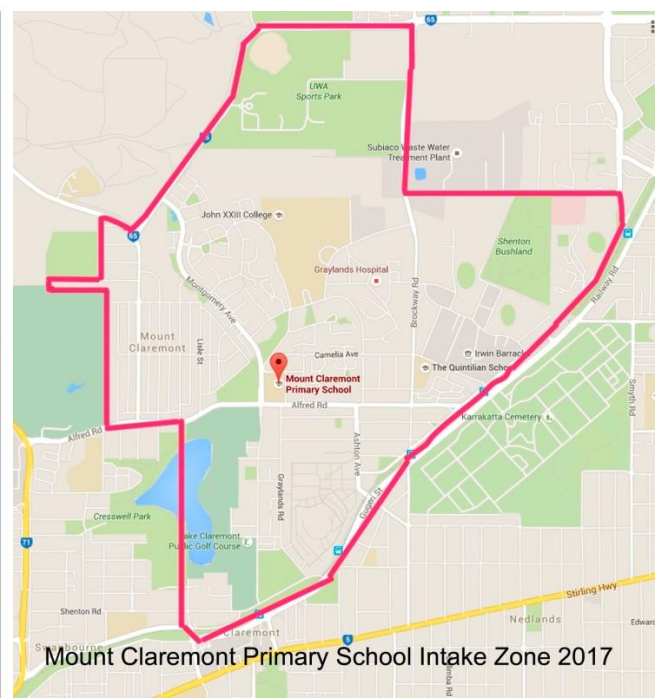 65
UWA
Sports Park
Subiaco Waste Water
Treatment Plant
John XXIII College
65
Graylands Hospital
Shenton
Bushland
Railway Rd
Montgomery Ave
Brockway Rd
Mount
Claremont
Lisle St
Camelia Ave
Irwin Barrack
The Quintilian School
Mount Claremont
Primary School
Alfred Rd
Smyth Rd
Karrakatta Cemetery
Alfred Rd
Ashton Ave
Graylands Rd
Gugeri St
Cresswell Park
71
Lake Claremont
Public Golf Course
Stirling Hwy
Shenton Rd
Claremont
5
Nedlands
Edward
Swanbourne
Mount Claremont Primary School Intake Zone 2017